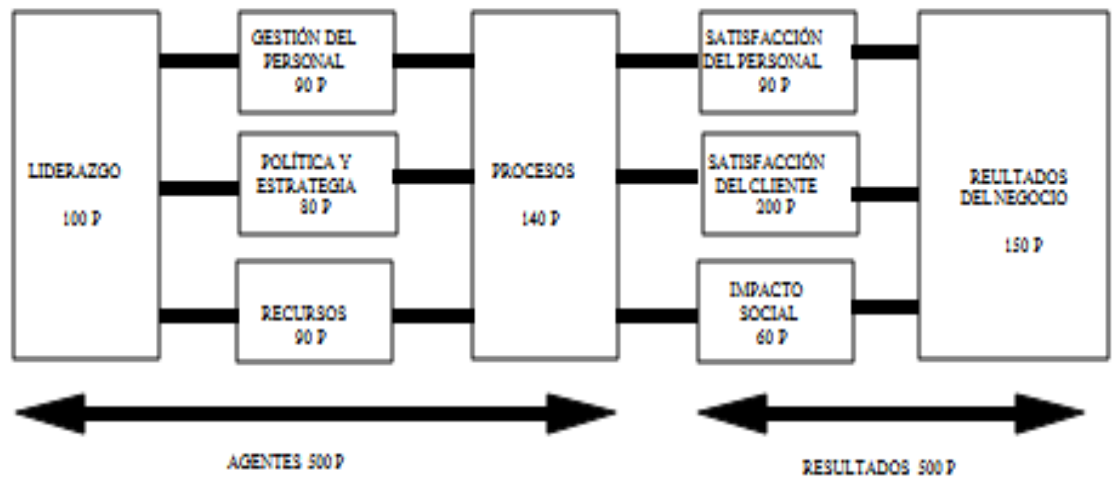 LIDERAZGO
100 P
GESTIÓN DEL
PERSONAL
90 P
POLÍTICA Y
ESTRATEGIA
80 P
RECURSOS
90 P
PROCESOS
140 P
SATISFACCIÓN
DEL PERSONAL
90 P
SATISFACCIÓN
DEL CLIENTE
200 P
IMPACTO
SOCIAL
60 P
REULTADOS
DEL NEGOCIO
150 P
AGENTES 500 P
RESULTADOS 500 P